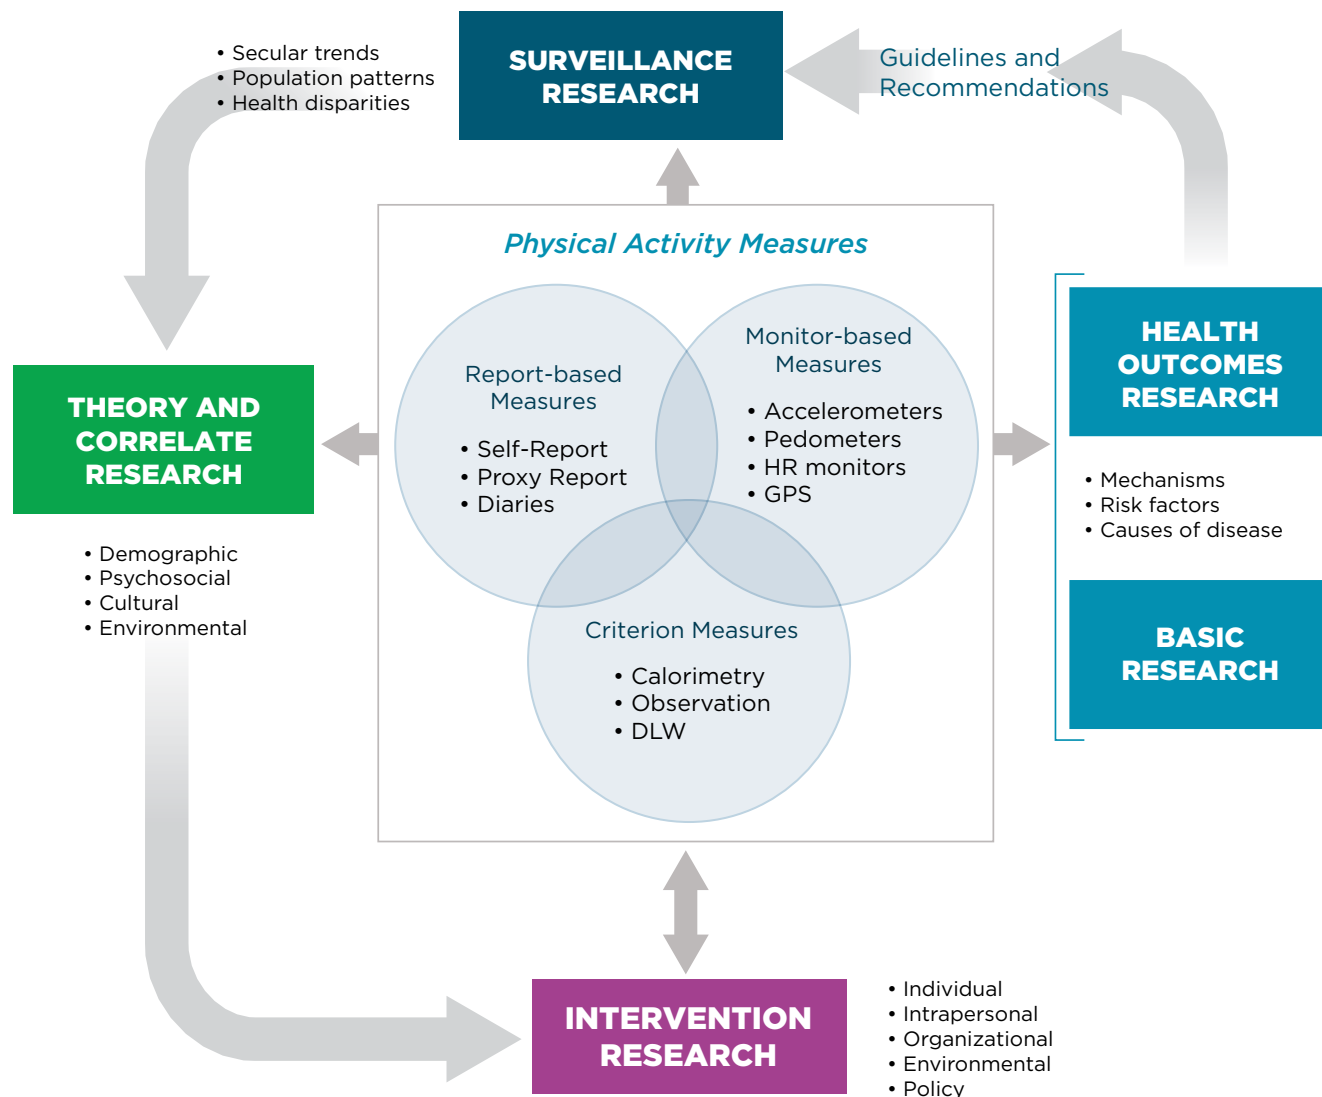 • Secular trends
• Population patterns
• Health disparities
SURVEILLANCE
RESEARCH
Guidelines and
Recommendations
Physical Activity Measures
THEORY AND
CORRELATE
RESEARCH
• Demographic
• Psychosocial
• Cultural
• Environmental
Report-based
Measures
• Self-Report
• Proxy Report
• Diaries
Monitor-based
Measures
• Accelerometers
• Pedometers
• HR monitors
• GPS
Criterion Measures
• Calorimetry
• Observation
• DLW
HEALTH
OUTCOMES
RESEARCH
• Mechanisms
• Risk factors
• Causes of disease
BASIC
RESEARCH
INTERVENTION
RESEARCH
• Individual
• Intrapersonal
• Organizational
• Environmental
• Policy